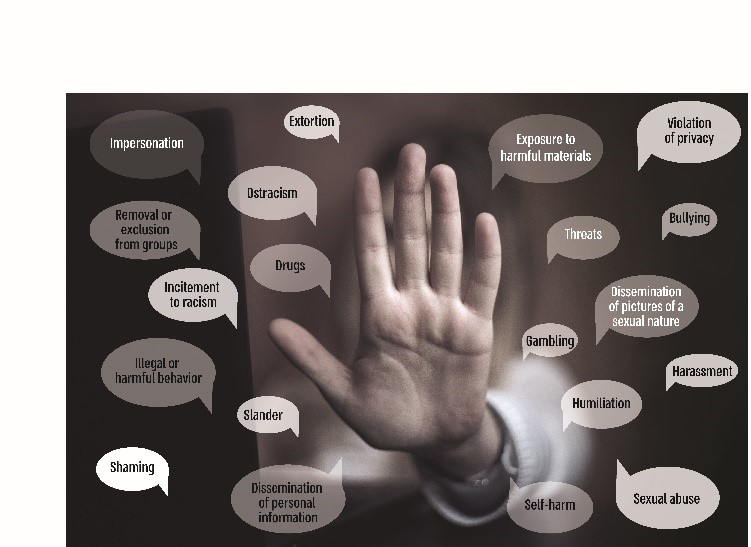 Impersonation
Extortion
Exposure to
harmful materials
Violation
of privacy
Ostracism
Removal or
exclusion
from groups
Threats
Bullying
Drugs
Incitement
to racism
Dissemination
of pictures of a
sexual nature
Gambling
Illegal or
harmful behavior
Harassment
Slander
Humiliation
Shaming
Dissemination
of personal
information
Self-harm
Sexual abuse